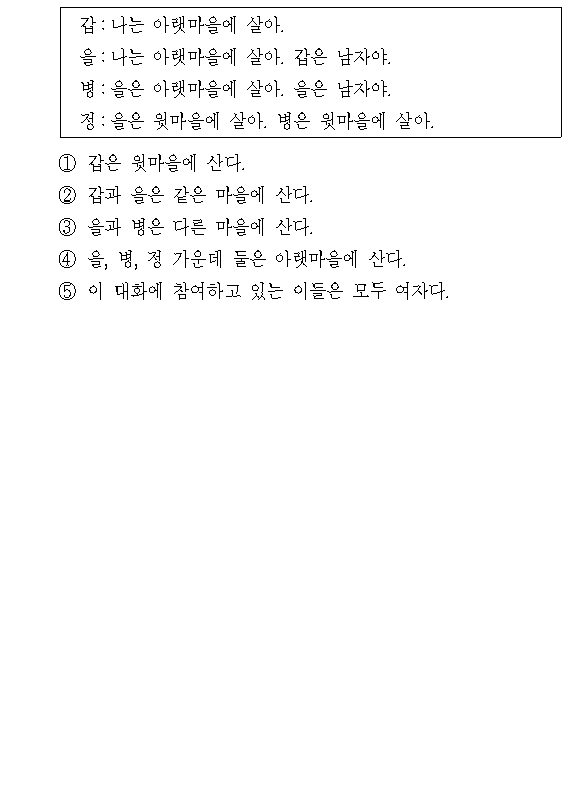 갑 : 나는 아랫마을에 살아.
을 : 나는 아랫마을에 살아. 갑은 남자야.
병 : 을은 아랫마을에 살아. 을은 남자야.
정 : 을은 윗마을에 살아. 병은 윗마을에 살아.
① 갑은 윗마을에 산다.
② 갑과 을은 같은 마을에 산다.
③ 을과 병은 다른 마을에 산다.
④ 을, 병, 정 가운데 둘은 아랫마을에 산다.
⑤ 이 대화에 참여하고 있는 이들은 모두 여자다.